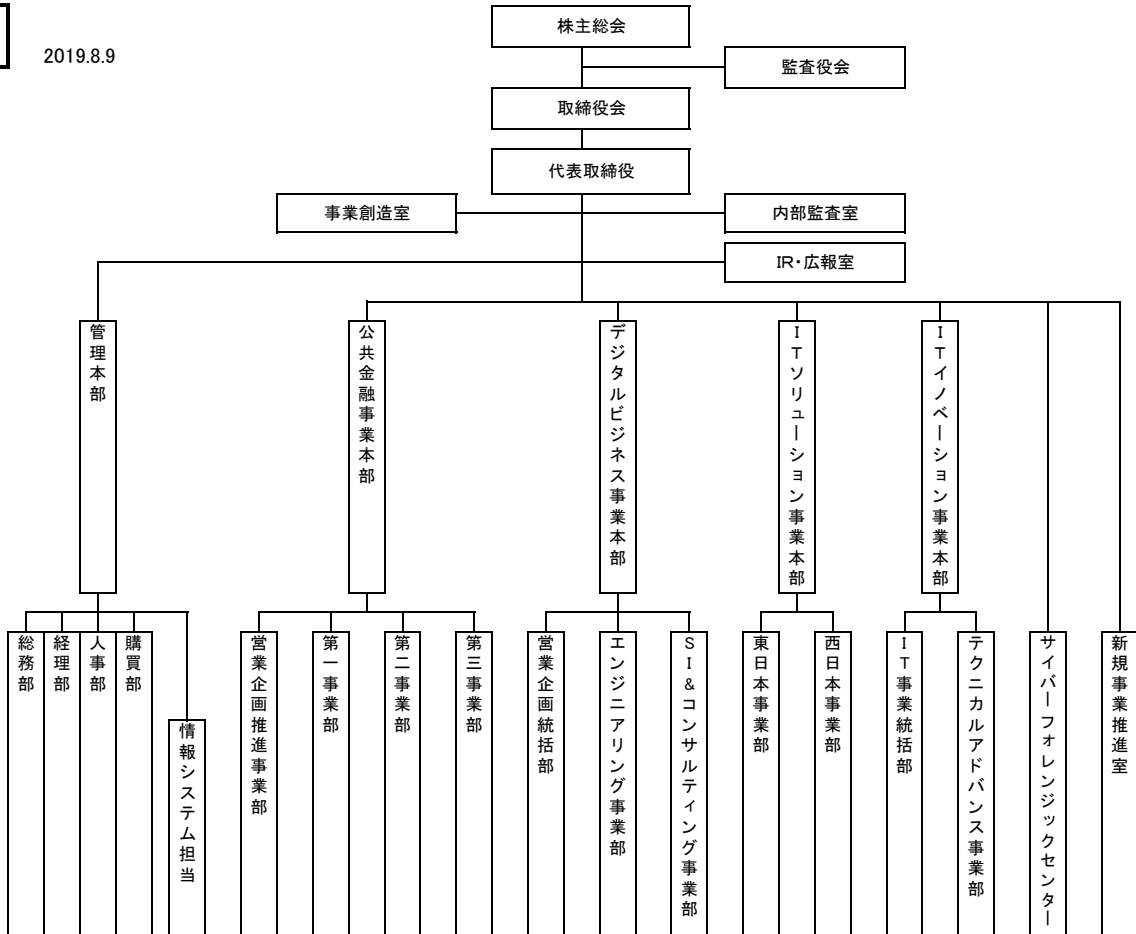 2019.8.9
株主総会
監査役会
取締役会
代表取締役
事業創造室
内部監査室
IR・広報室
管理本部
公共金融事業本部
デジタルビジネス事業本部
ITソリューション事業本部
ITイノベーション事業本部
総務部
経理部
人事部
購買部
情報システム担当
営業企画推進事業部
第一事業部
第二事業部
第三事業部
営業企画統括部
エンジニアリング事業部
SI&コンサルティング事業部
東日本事業部
西日本事業部
IT事業統括部
テクニカルアドバンス事業部
サイバーフォレンジックセンター
新規事業推進室